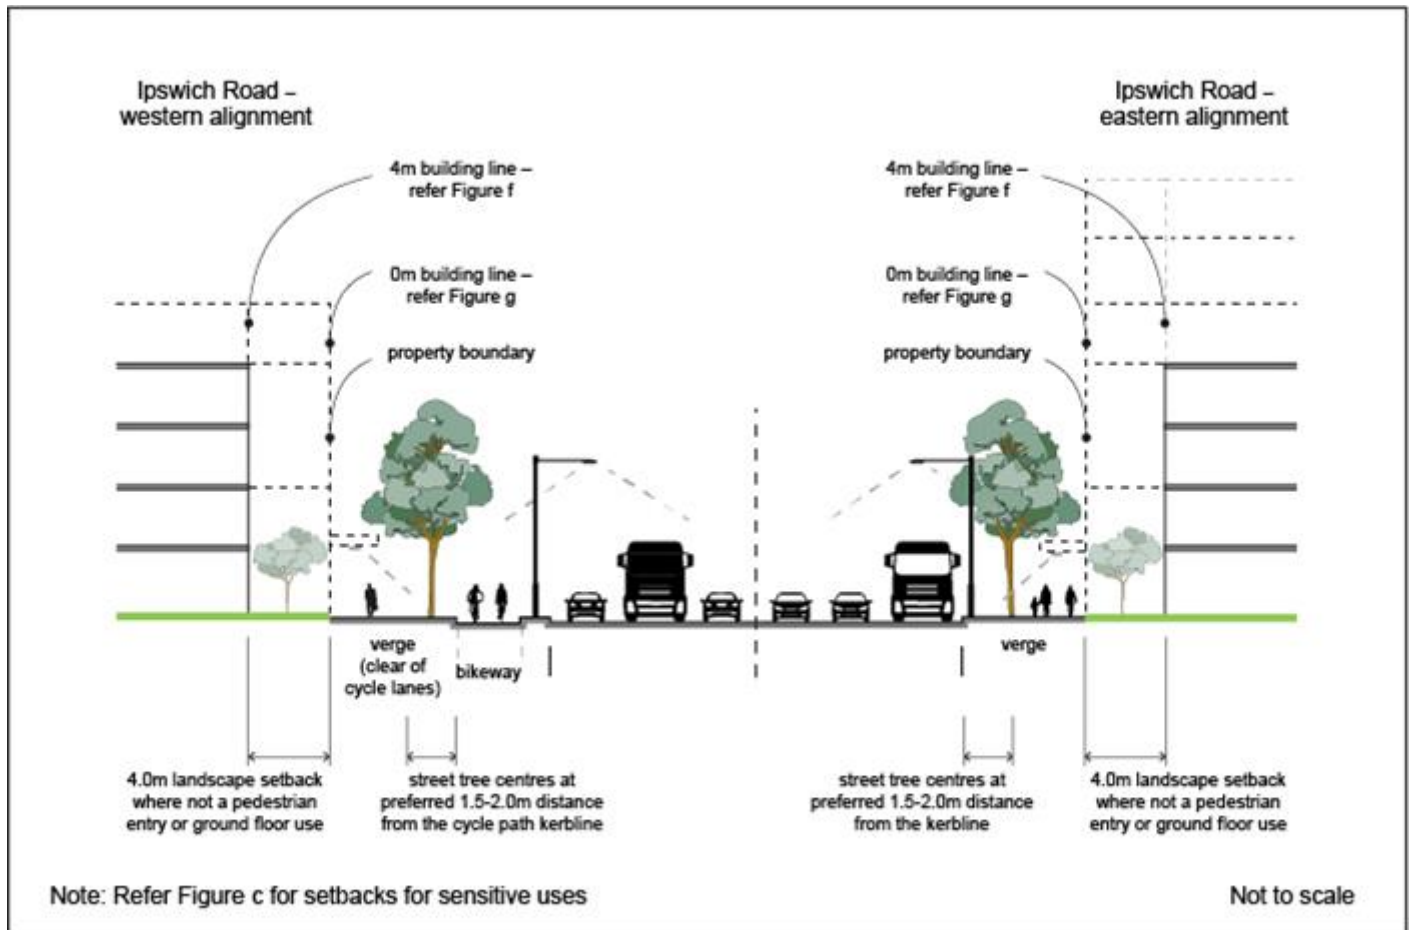 Ipswich Road –
western alignment
Ipswich Road –
eastern alignment
4m building line –
refer Figure f
4m building line –
refer Figure f
0m building line –
refer Figure g
0m building line –
refer Figure g
property boundary
property boundary
verge
(clear of
cycle lanes)
bikeway
verge
4.0m landscape setback
where not a pedestrian
entry or ground floor use
street tree centres at
preferred 1.5-2.0m distance
from the cycle path kerbline
street tree centres at
preferred 1.5-2.0m distance
from the kerbline
4.0m landscape setback
where not a pedestrian
entry or ground floor use
Note: Refer Figure c for setbacks for sensitive uses
Not to scale